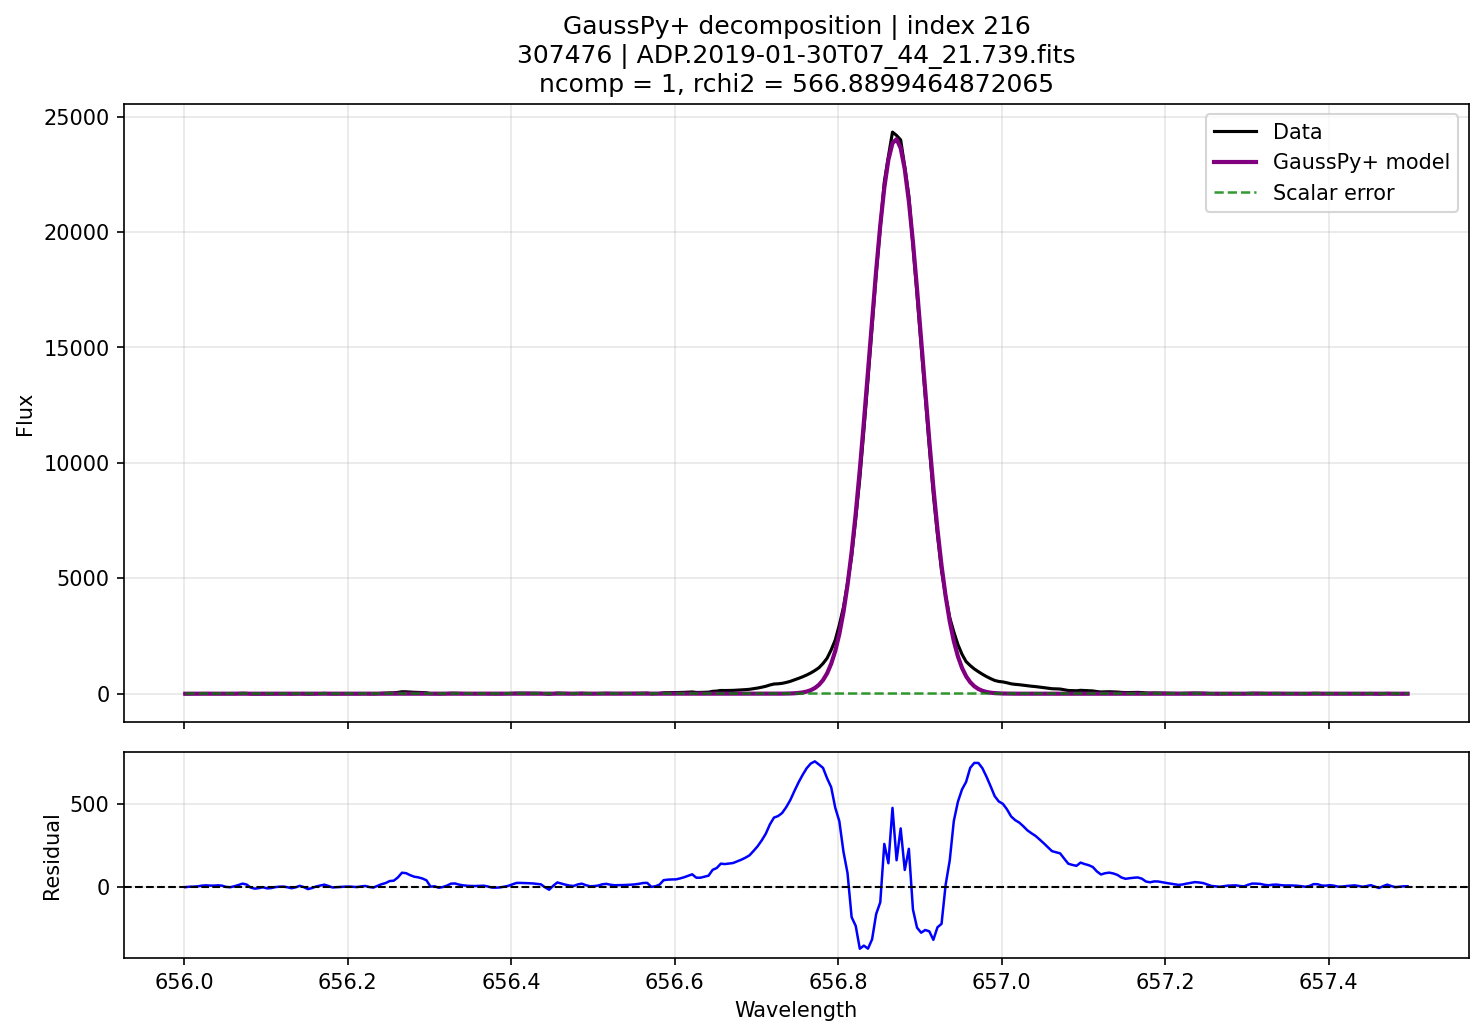 GaussPy+ decomposition | index 216
307476 | ADP.2019-01-30T07_44_21.739.fits
ncomp = 1, rchi2 = 566.8899464872065
25000
20000
15000
10000
5000
0
Flux
Data
GaussPy+ model
Scalar error
500
0
Residual
656.0 656.2 656.4 656.6 656.8 657.0 657.2 657.4
Wavelength